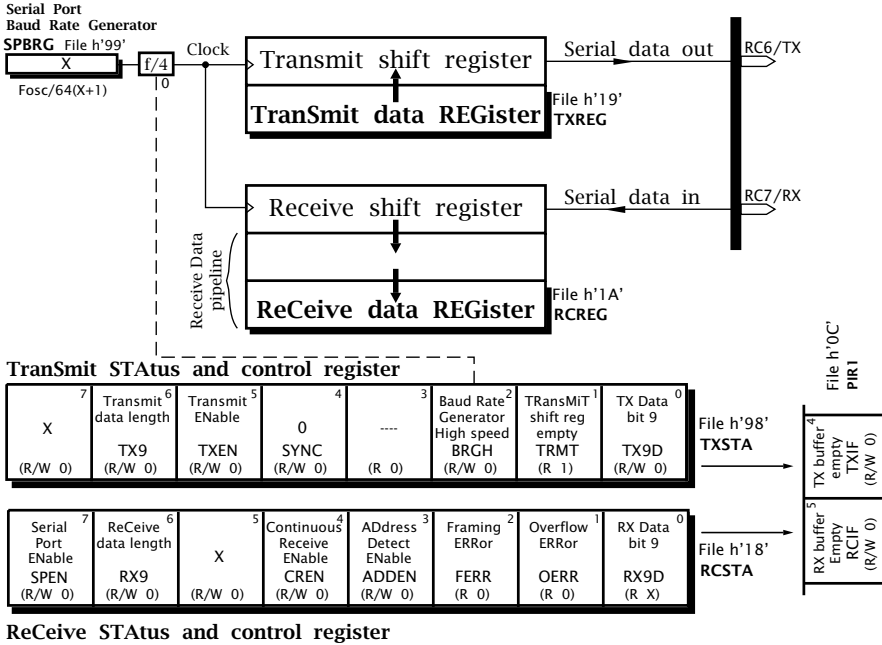 Serial Port
Baud Rate Generator
SPBRG File h'99'
X
Fosc/64(X+1)
f/4
0
Clock
Transmit shift register
TranSmit data REGister
Serial data out
RC6/TX
File h'19'
TXREG
Receive shift register
Serial data in
RC7/RX
Receive Data
pipeline
ReCeive data REGister
File h'1A'
RCREG
TranSmit STAtus and control register
7
X
(R/W 0)
6
Transmit
data length
TX9
(R/W 0)
5
Transmit
ENable
TXEN
(R/W 0)
4
0
SYNC
(R/W 0)
3
----
(R 0)
2
Baud Rate
Generator
High speed
BRGH
(R/W 0)
1
TRansMiT
shift reg
empty
TRMT
(R 1)
0
TX Data
bit 9
TX9D
(R/W 0)
File h'98'
TXSTA
7
Serial
Port
ENable
SPEN
(R/W 0)
6
ReCeive
data length
RX9
(R/W 0)
5
X
(R/W 0)
4
Continuous
Receive
ENable
CREN
(R/W 0)
3
ADdress
Detect
ENable
ADDEN
(R/W 0)
2
Framing
ERRor
FERR
(R 0)
1
Overflow
ERRor
OERR
(R 0)
0
RX Data
bit 9
RX9D
(R X)
File h'18'
RCSTA
ReCeive STAtus and control register
File h'0C'
PIR1
4
TX buffer
empty
TXIF
(R/W 0)
5
RX buffer
Empty
RCIF
(R/W 0)